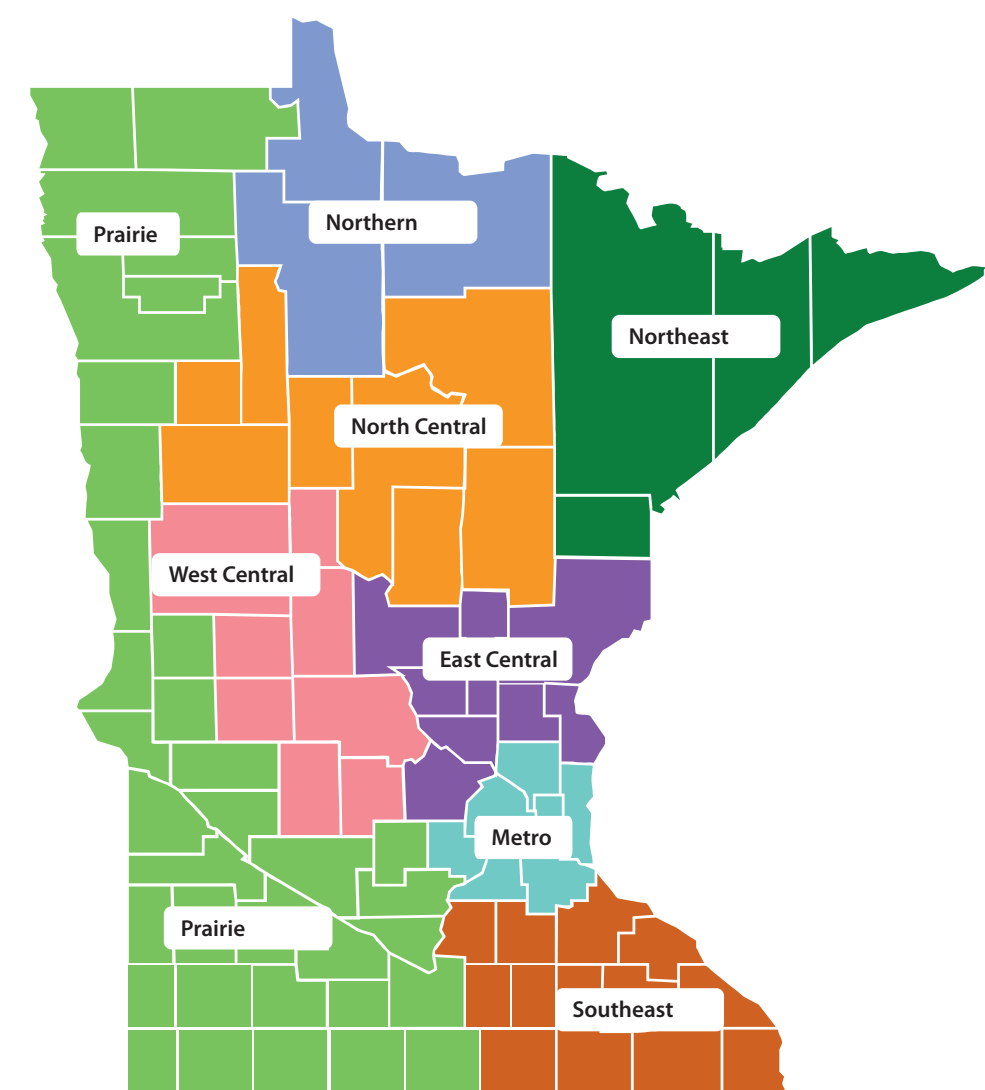 Northern
Prairie
Northeast
North Central
West Central
East Central
Metro
Prairie
Southeast